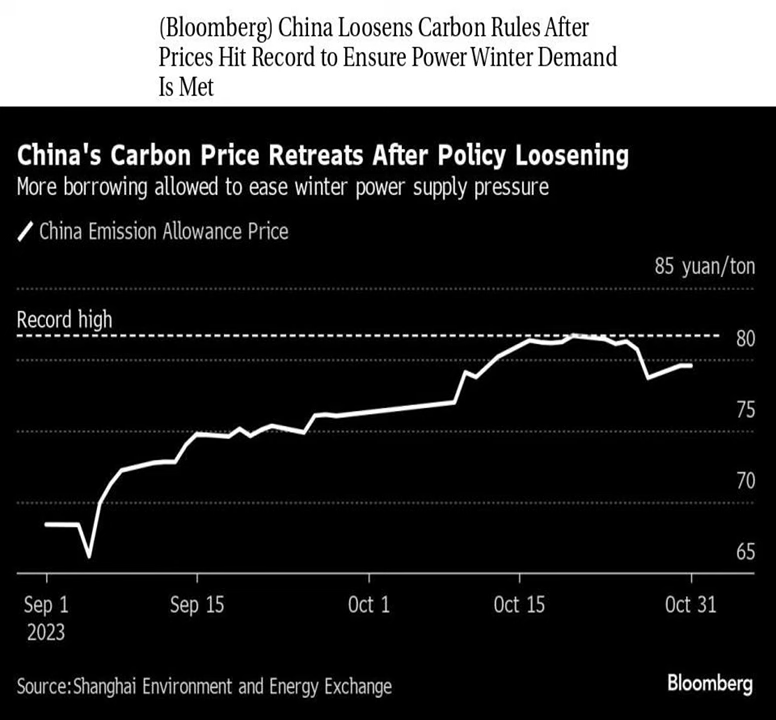 (Bloomberg) China Loosens Carbon Rules After
Prices Hit Record to Ensure Power Winter Demand
Is Met
China's Carbon Price Retreats After Policy Loosening
More borrowing allowed to ease winter power supply pressure
China Emission Allowance Price
85 yuan/ton
Record high
80
75
70
65
Sep 1 Sep 15 Oct 1 Oct 15 Oct 31
2023
Source:Shanghai Environment and Energy Exchange
Bloomberg